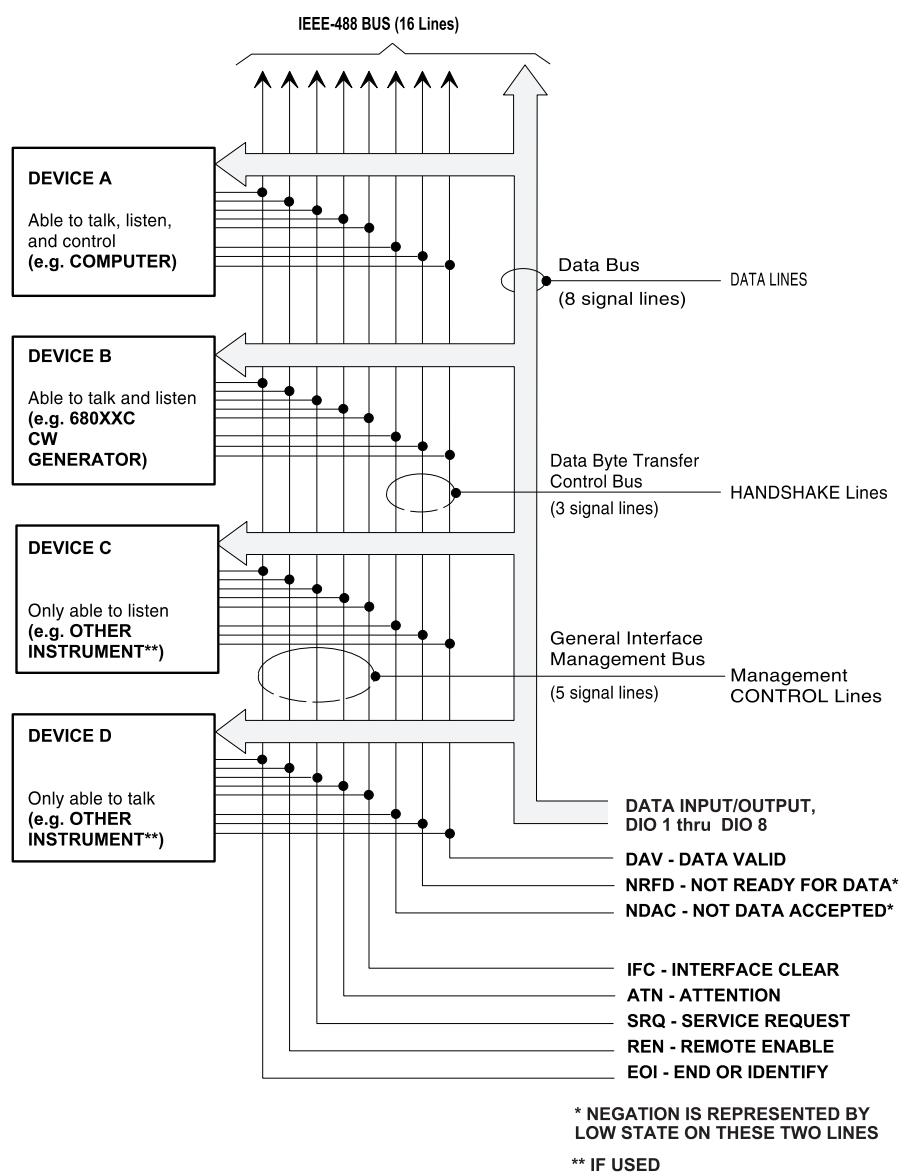 IEEE-488 BUS (16 Lines)
DEVICE A
Able to talk, listen,
and control
(e.g. COMPUTER)
Data Bus
(8 signal lines)
DATA LINES
DEVICE B
Able to talk and listen
(e.g. 680XXC
CW
GENERATOR)
Data Byte Transfer
Control Bus
(3 signal lines)
HANDSHAKE Lines
DEVICE C
Only able to listen
(e.g. OTHER
INSTRUMENT**)
General Interface
Management Bus
(5 signal lines)
Management
CONTROL Lines
DEVICE D
Only able to talk
(e.g. OTHER
INSTRUMENT**)
DATA INPUT/OUTPUT,
DIO 1 thru DIO 8
DAV - DATA VALID
NRFD - NOT READY FOR DATA*
NDAC - NOT DATA ACCEPTED*
IFC - INTERFACE CLEAR
ATN - ATTENTION
SRQ - SERVICE REQUEST
REN - REMOTE ENABLE
EOI - END OR IDENTIFY
* NEGATION IS REPRESENTED BY
LOW STATE ON THESE TWO LINES
** IF USED